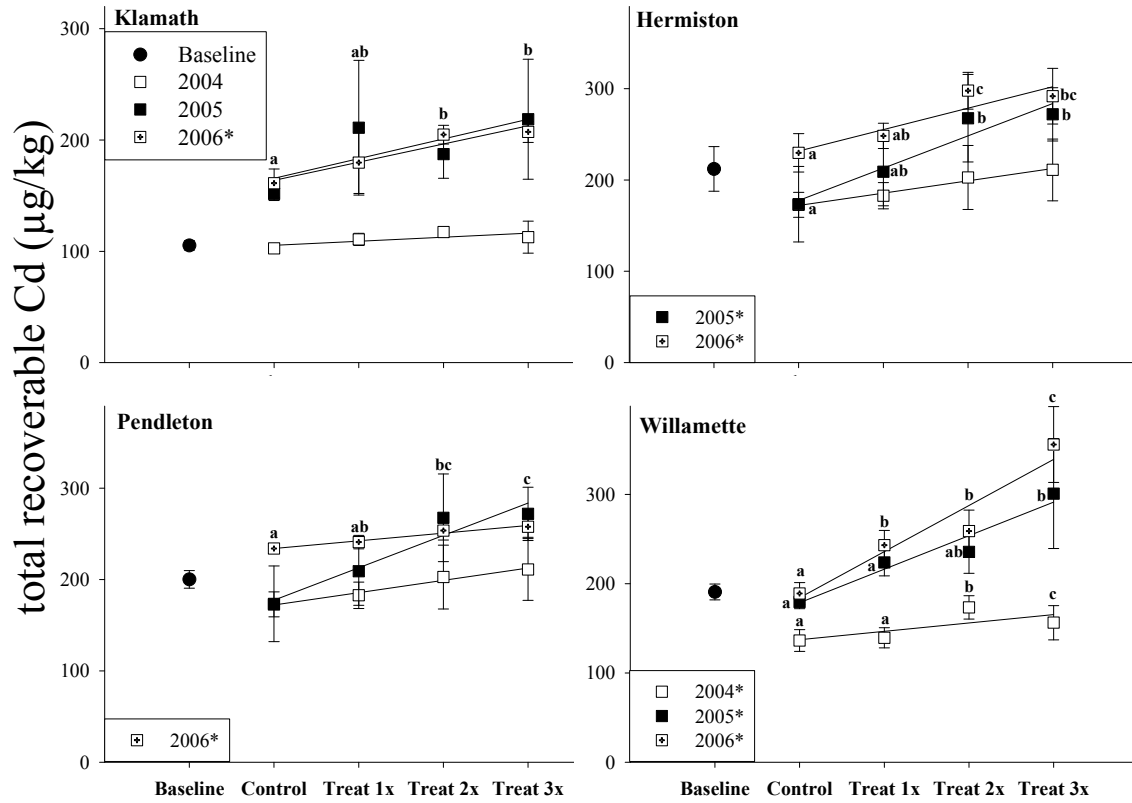 total recoverable Cd (µg/kg)
Klamath
Baseline
2004
2005
2006*
300
200
100
0
a
ab
b
b
Hermiston
300
200
100
0
2005*
2006*
a
ab
c
bc
a
ab
b
b
Pendleton
300
200
100
0
2006*
a
ab
bc
c
Baseline Control Treat 1x Treat 2x Treat 3x
Willamette
300
200
100
0
2004*
2005*
2006*
a
b
b
c
a
a
ab
b
a
a
b
c
Baseline Control Treat 1x Treat 2x Treat 3x